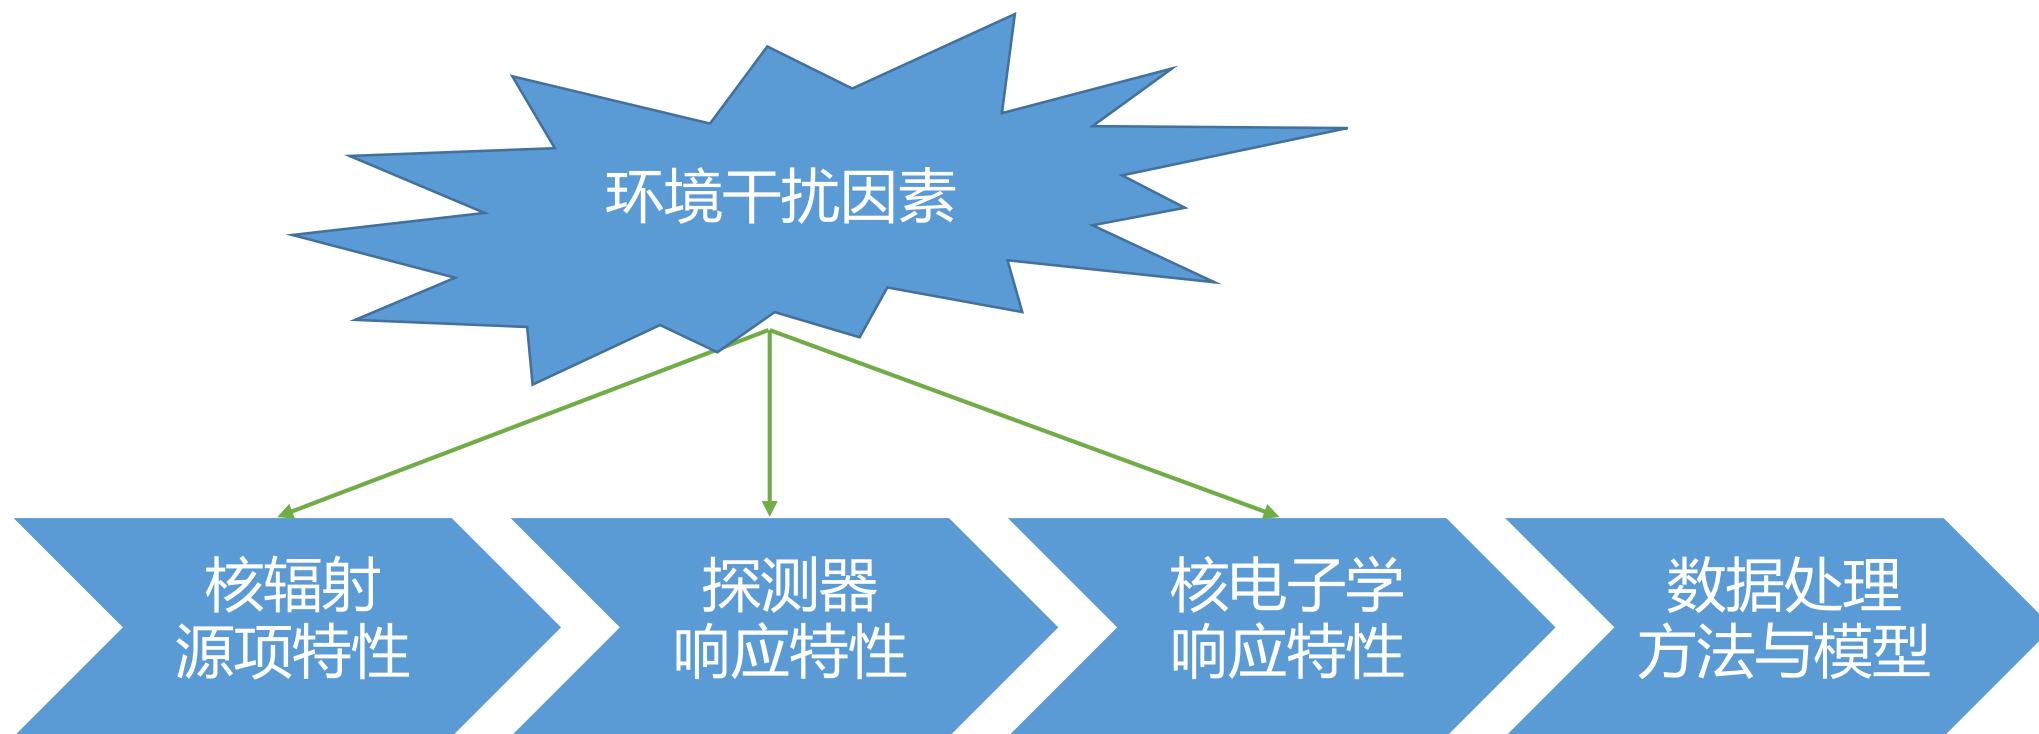 环境干扰因素
核辐射
源项特性
探测器
响应特性
核电子学
响应特性
数据处理
方法与模型